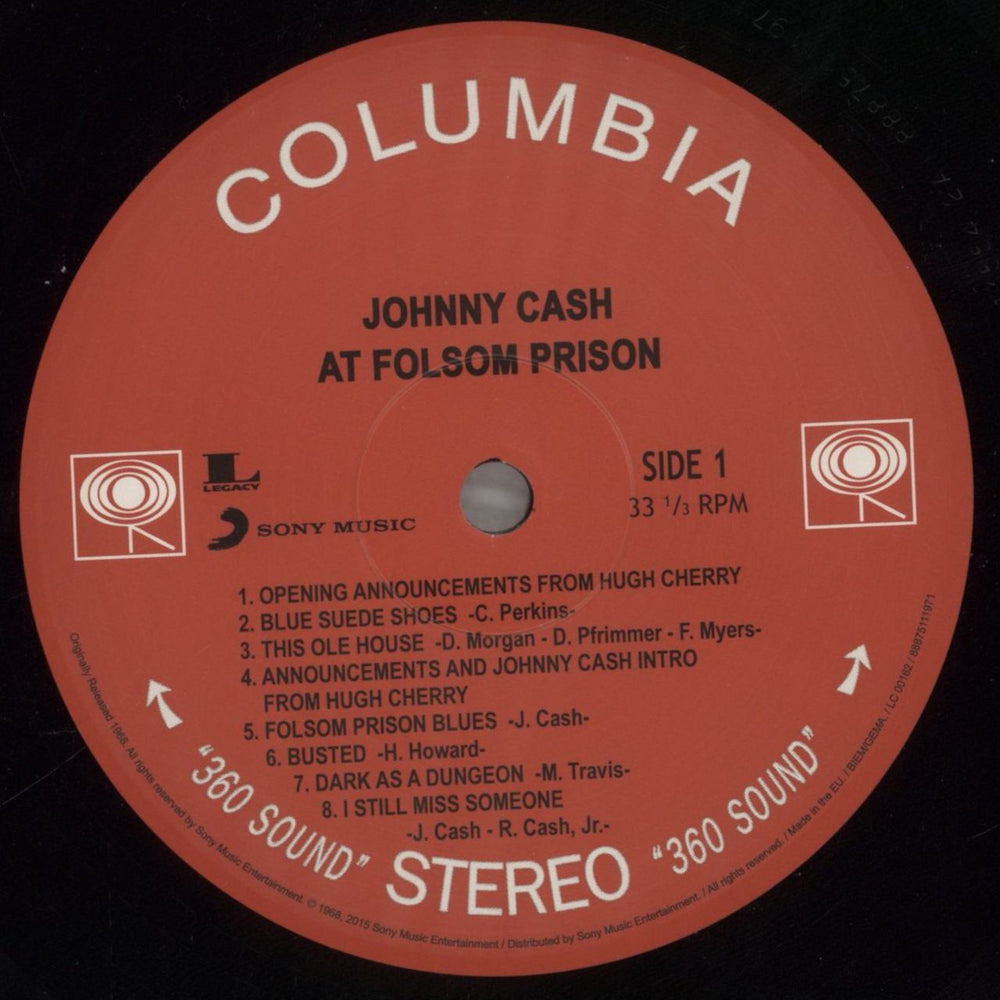 COLUMBIA
JOHNNY CASH
AT FOLSOM PRISON
L
LEGACY
SONY MUSIC
SIDE 1
33 1/3 RPM
1. OPENING ANNOUNCEMENTS FROM HUGH CHERRY
2. BLUE SUEDE SHOES -C. Perkins-
3. THIS OLE HOUSE -D. Morgan - D. Pfrimmer - F. Myers-
4. ANNOUNCEMENTS AND JOHNNY CASH INTRO
FROM HUGH CHERRY
5. FOLSOM PRISON BLUES -J. Cash-
6. BUSTED -H. Howard-
7. DARK AS A DUNGEON -M. Travis-
8. I STILL MISS SOMEONE
-J. Cash - R. Cash, Jr.-
"360 SOUND" STEREO "360 SOUND"
Originally Released 1968. All rights reserved by Sony Music Entertainment. © 1968, 2015 Sony Music Entertainment / Distributed by Sony Music Entertainment. / All rights reserved. / Made in the EU. / BIEM/GEMA. / LC 00162 / 88875111971